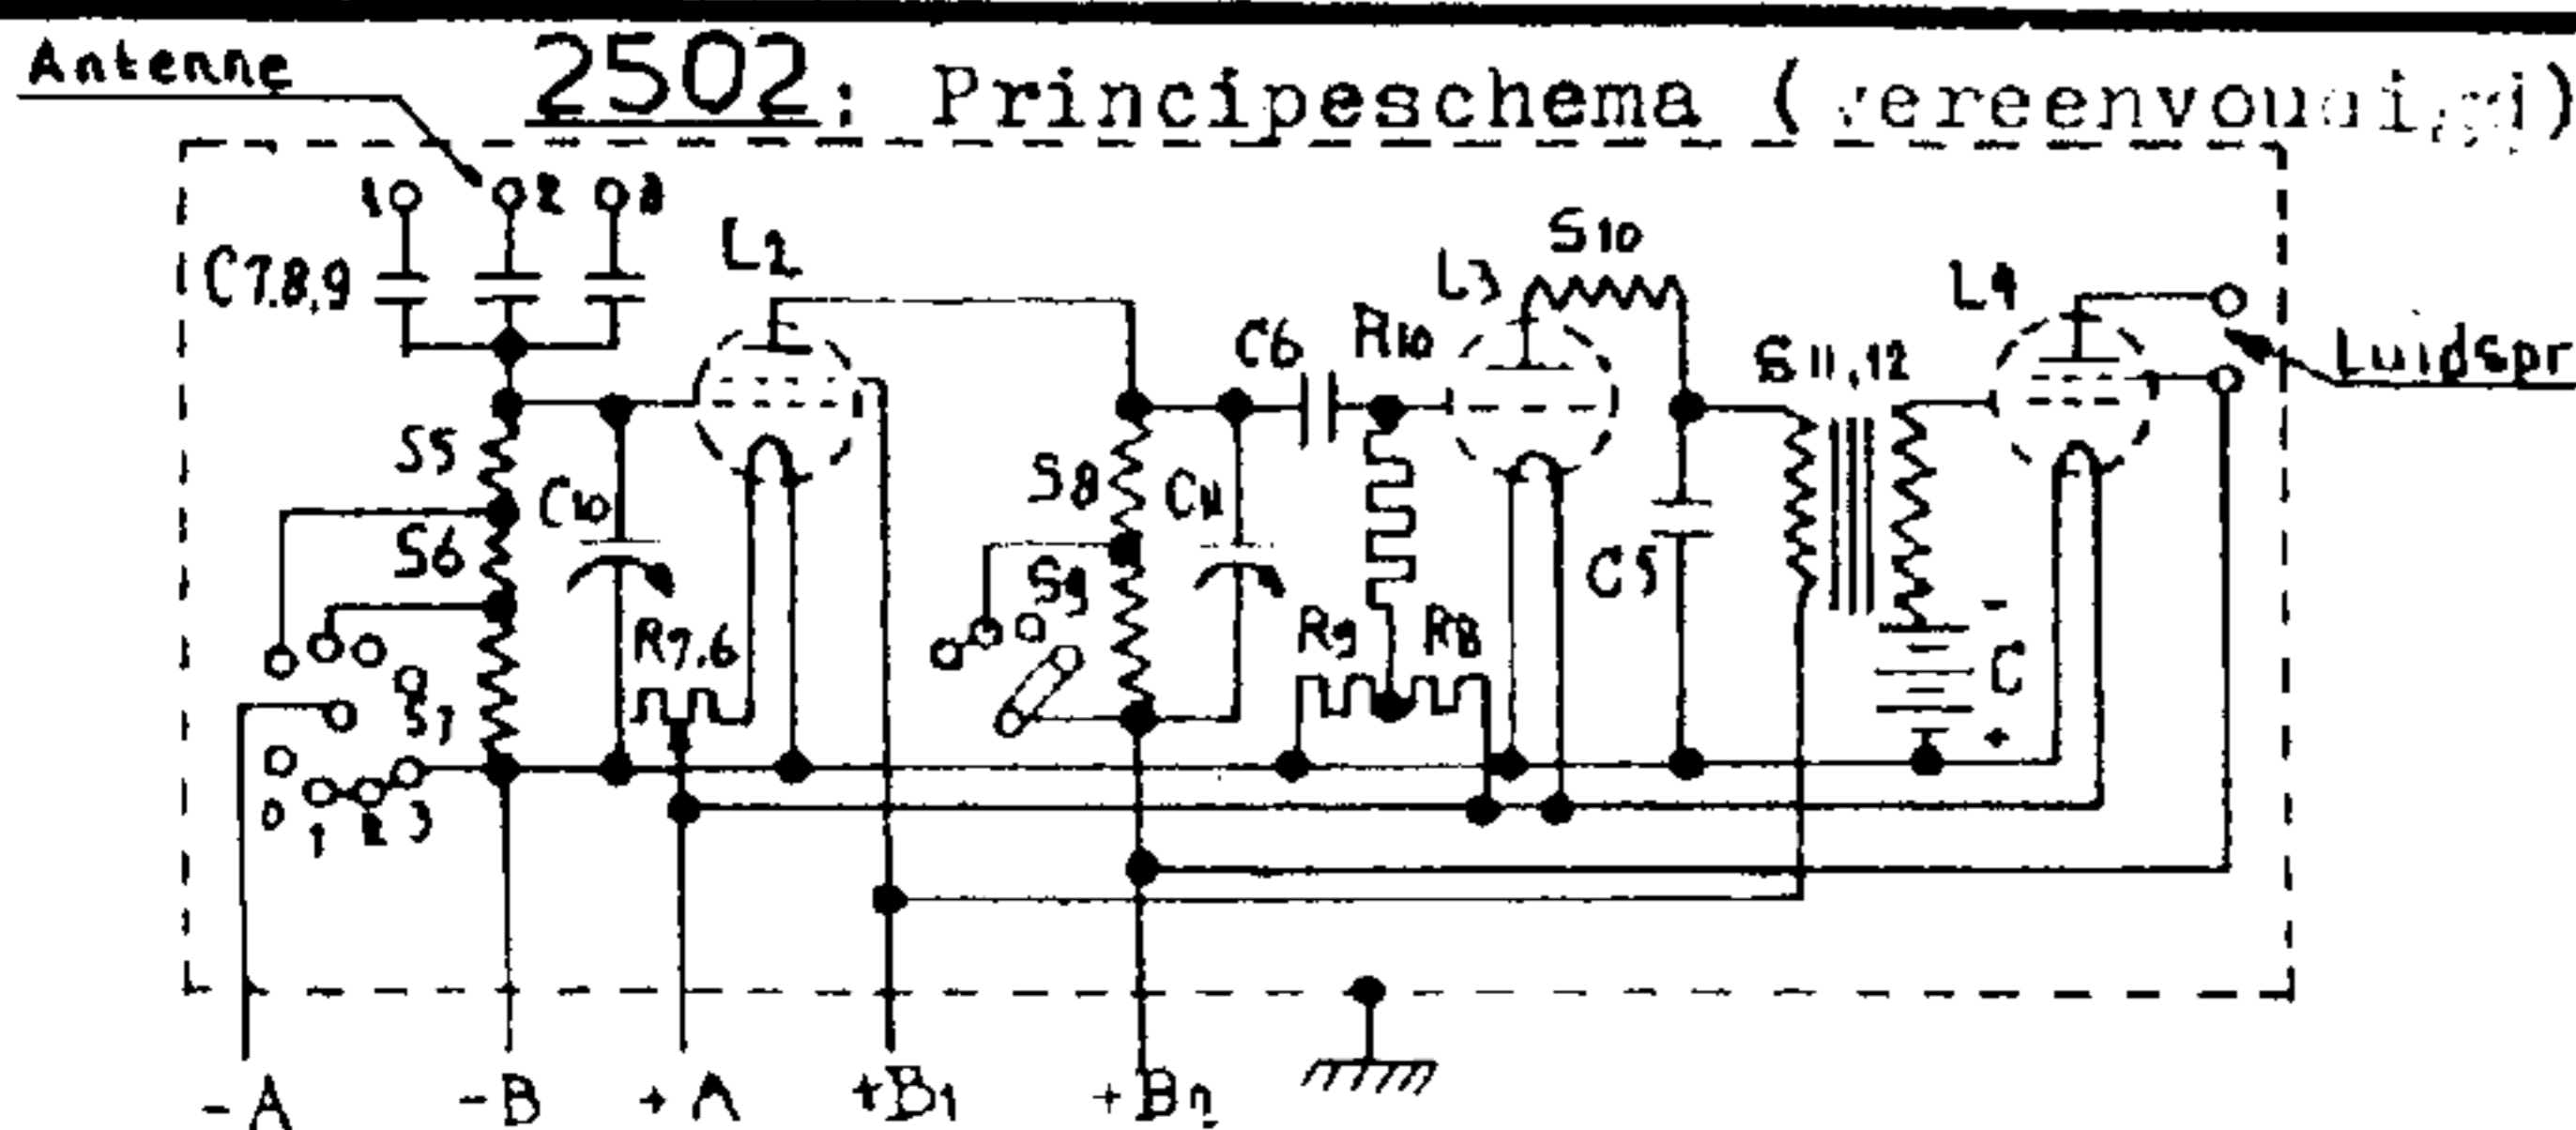 Antenne
2502: Principeschema (vereenvoudigd)
1 2 3
C7.8.9
L2
S10
L3
L4
C6
R10
S11,12
Luidspr
S5
C10
S8
C11
S6
S9
C5
R7.6
R9
R8
-
C
+
S7
0 1 2 3
-A
-B
+A
+B1
+B2